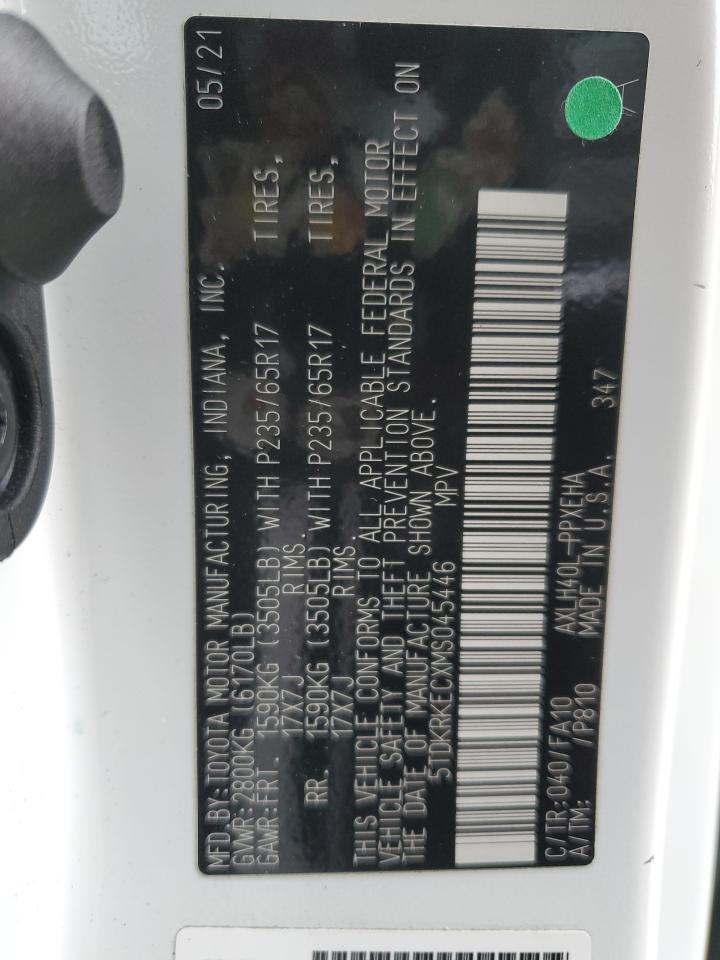 MFD.BY:TOYOTA MOTOR MANUFACTURING, INDIANA, INC. 05/21
GVWR:2800KG (6170LB)
GAWR:FRT. 1590KG (3505LB) WITH P235/65R17 TIRES,
17X7J RIMS.
RR. 1590KG (3505LB) WITH P235/65R17 TIRES,
17X7J RIMS.
THIS VEHICLE CONFORMS TO ALL APPLICABLE FEDERAL MOTOR
VEHICLE SAFETY AND THEFT PREVENTION STANDARDS IN EFFECT ON
THE DATE OF MANUFACTURE SHOWN ABOVE.
5TDKRKECXMS045446 MPV
C/TR:040/FA10 AXLH40L-PPXEHA
A/TM: /P810 MADE IN U.S.A. 347